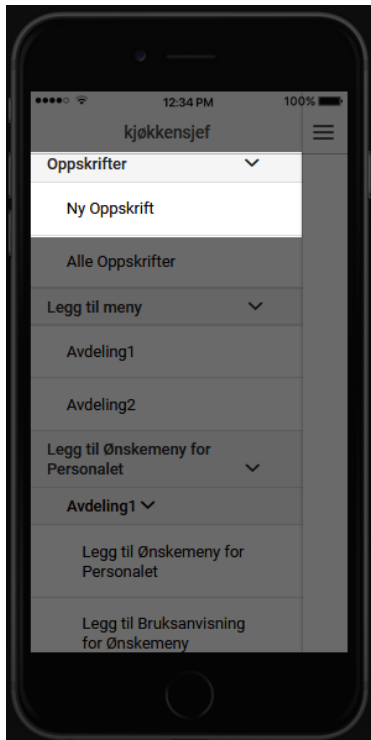 12:34 PM 100%
kjøkkensjef
Oppskrifter
Ny Oppskrift
Alle Oppskrifter
Legg til meny
Avdeling1
Avdeling2
Legg til Ønskemeny for
Personalet
Avdeling1
Legg til Ønskemeny for
Personalet
Legg til Bruksanvisning
for Ønskemeny